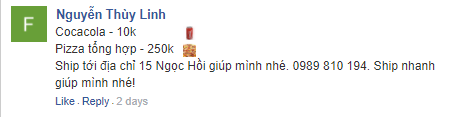 F
Nguyễn Thùy Linh
Cocacola - 10k
Pizza tổng hợp - 250k
Ship tới địa chỉ 15 Ngọc Hồi giúp mình nhé. 0989 810 194. Ship nhanh
giúp mình nhé!
Like · Reply · 2 days